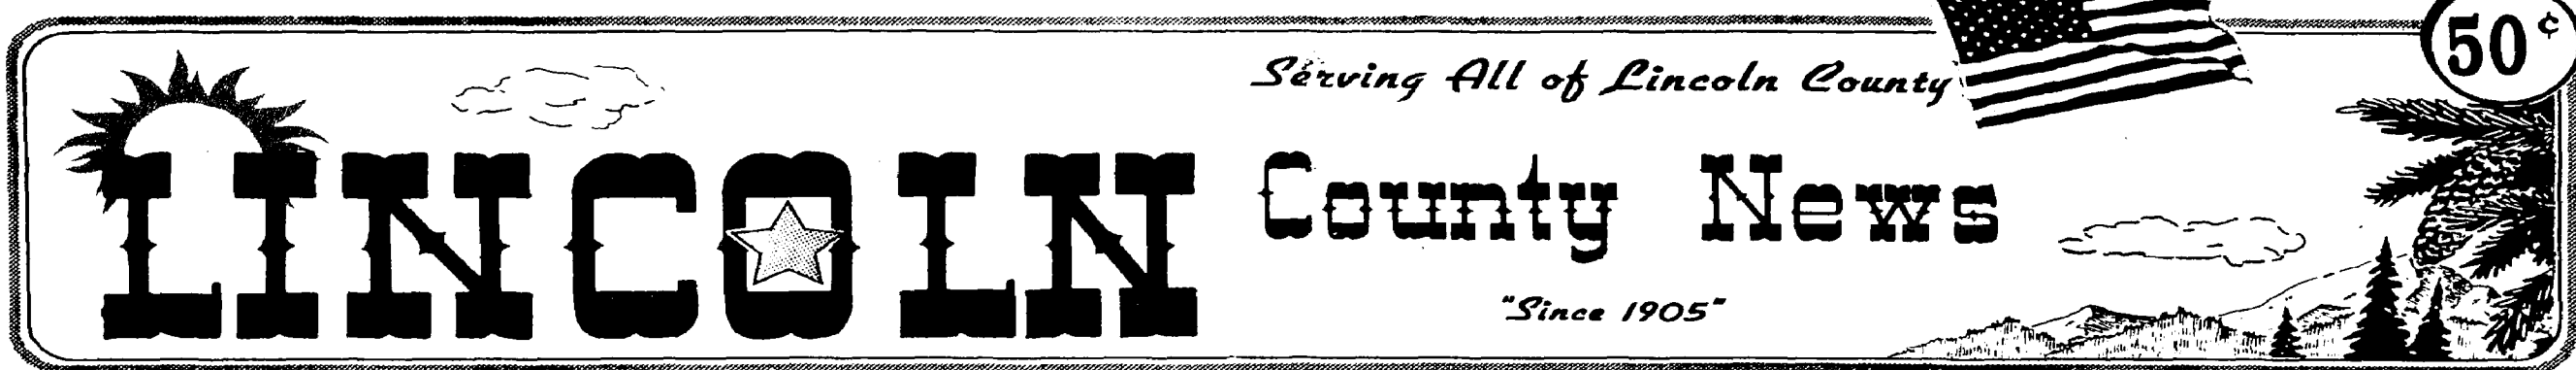 50¢
Serving All of Lincoln County
LINCOLN County News
"Since 1905"